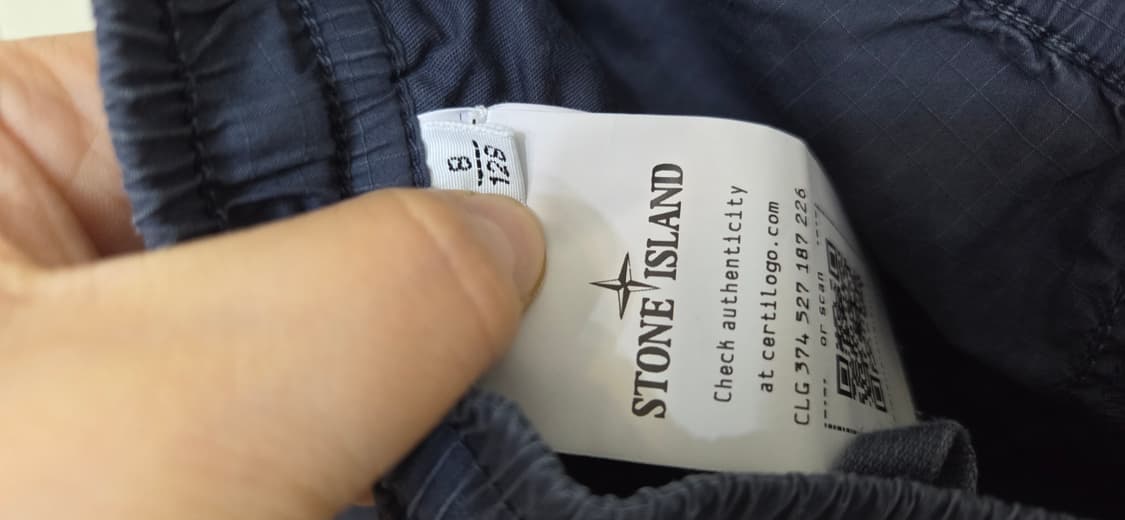 8
128
STONE ISLAND
Check authenticity
at certilogo.com
CLG 374 527 187 226
or scan